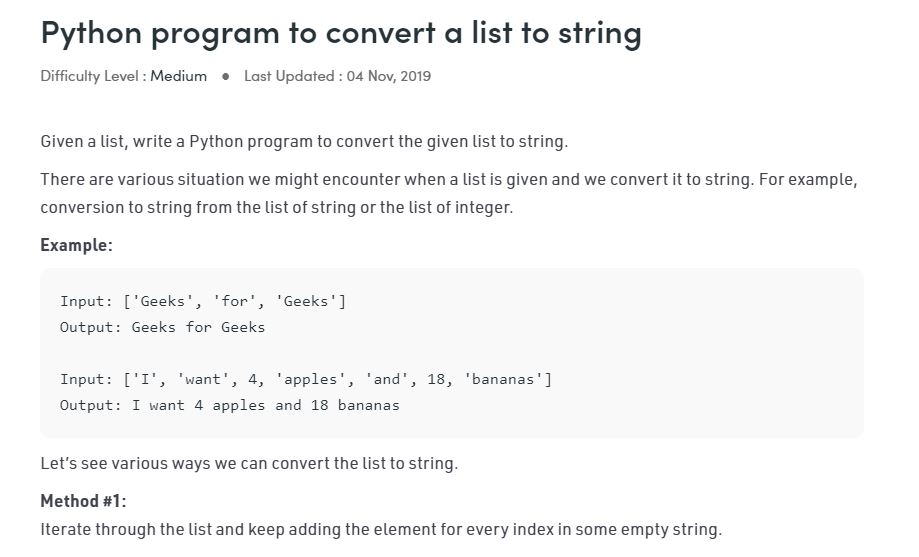 Python program to convert a list to string
Difficulty Level : Medium ● Last Updated : 04 Nov, 2019
Given a list, write a Python program to convert the given list to string.
There are various situation we might encounter when a list is given and we convert it to string. For example,
conversion to string from the list of string or the list of integer.
Example:
Input: ['Geeks', 'for', 'Geeks']
Output: Geeks for Geeks
Input: ['I', 'want', 4, 'apples', 'and', 18, 'bananas']
Output: I want 4 apples and 18 bananas
Let's see various ways we can convert the list to string.
Method #1:
Iterate through the list and keep adding the element for every index in some empty string.